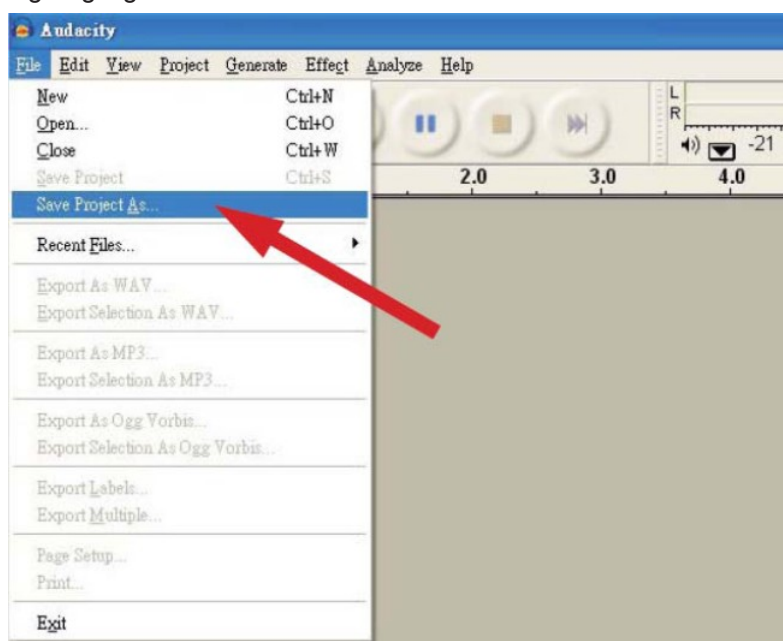 Audacity
File Edit View Project Generate Effect Analyze Help
New Ctrl+N
Open... Ctrl+O
Close Ctrl+W
Save Project Ctrl+S
Save Project As...
Recent Files...
Export As WAV...
Export Selection As WAV...
Export As MP3...
Export Selection As MP3...
Export As Ogg Vorbis...
Export Selection As Ogg Vorbis...
Export Labels...
Export Multiple...
Page Setup...
Print...
Exit
L
R
-21
2.0 3.0 4.0